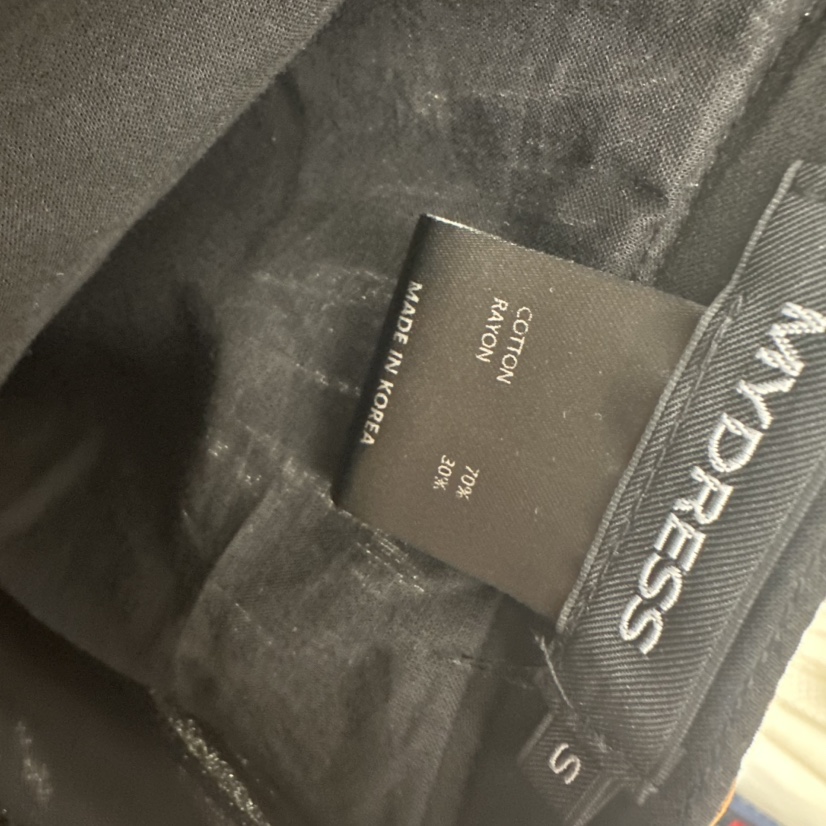 MYDRESS
S
COTTON 70%
RAYON 30%
MADE IN KOREA